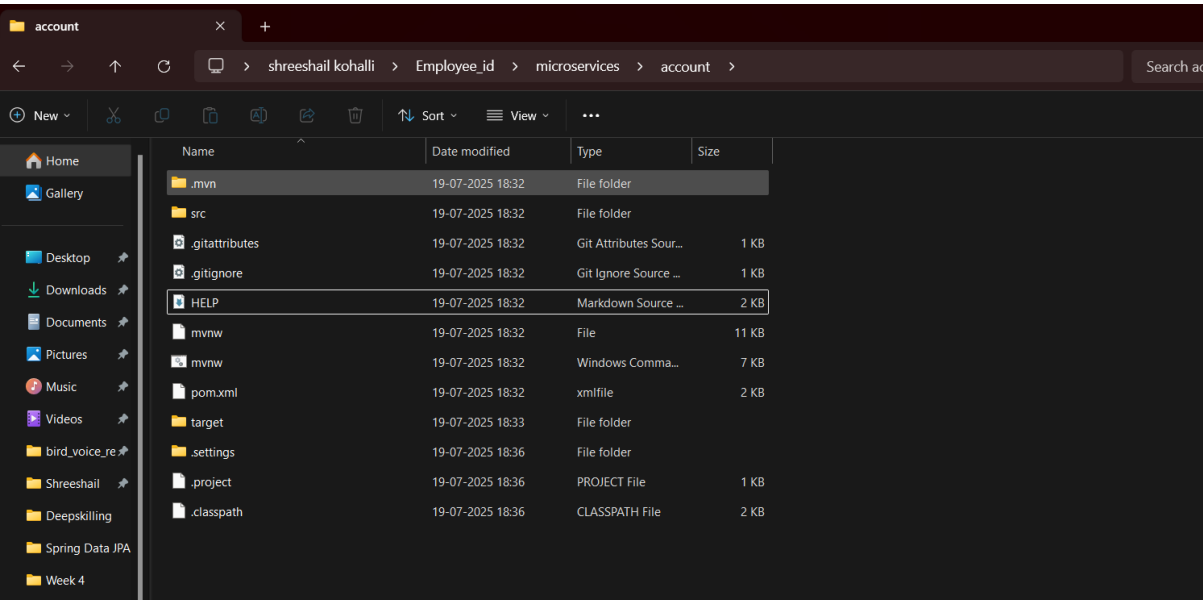 account
shreeshail kohalli > Employee_id > microservices > account >
Search ac
New
Sort
View
Name Date modified Type Size
Home
Gallery
Desktop
Downloads
Documents
Pictures
Music
Videos
bird_voice_re
Shreeshail
Deepskilling
Spring Data JPA
Week 4
.mvn 19-07-2025 18:32 File folder
src 19-07-2025 18:32 File folder
.gitattributes 19-07-2025 18:32 Git Attributes Sour... 1 KB
.gitignore 19-07-2025 18:32 Git Ignore Source ... 1 KB
HELP 19-07-2025 18:32 Markdown Source ... 2 KB
mvnw 19-07-2025 18:32 File 11 KB
mvnw 19-07-2025 18:32 Windows Comma... 7 KB
pom.xml 19-07-2025 18:32 xmlfile 2 KB
target 19-07-2025 18:33 File folder
.settings 19-07-2025 18:36 File folder
.project 19-07-2025 18:36 PROJECT File 1 KB
.classpath 19-07-2025 18:36 CLASSPATH File 2 KB